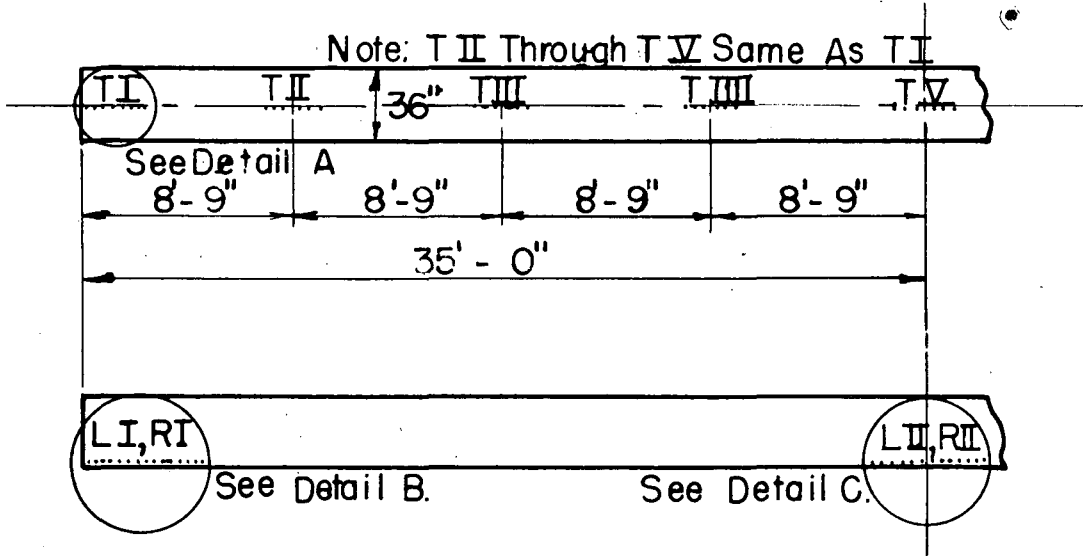 Note: T II Through T V Same As T I
T I T II T III T IIII T V
36"
See Detail A
8'-9" 8'-9" 8'-9" 8'-9"
35'-0"
L I, R I L II, R II
See Detail B. See Detail C.